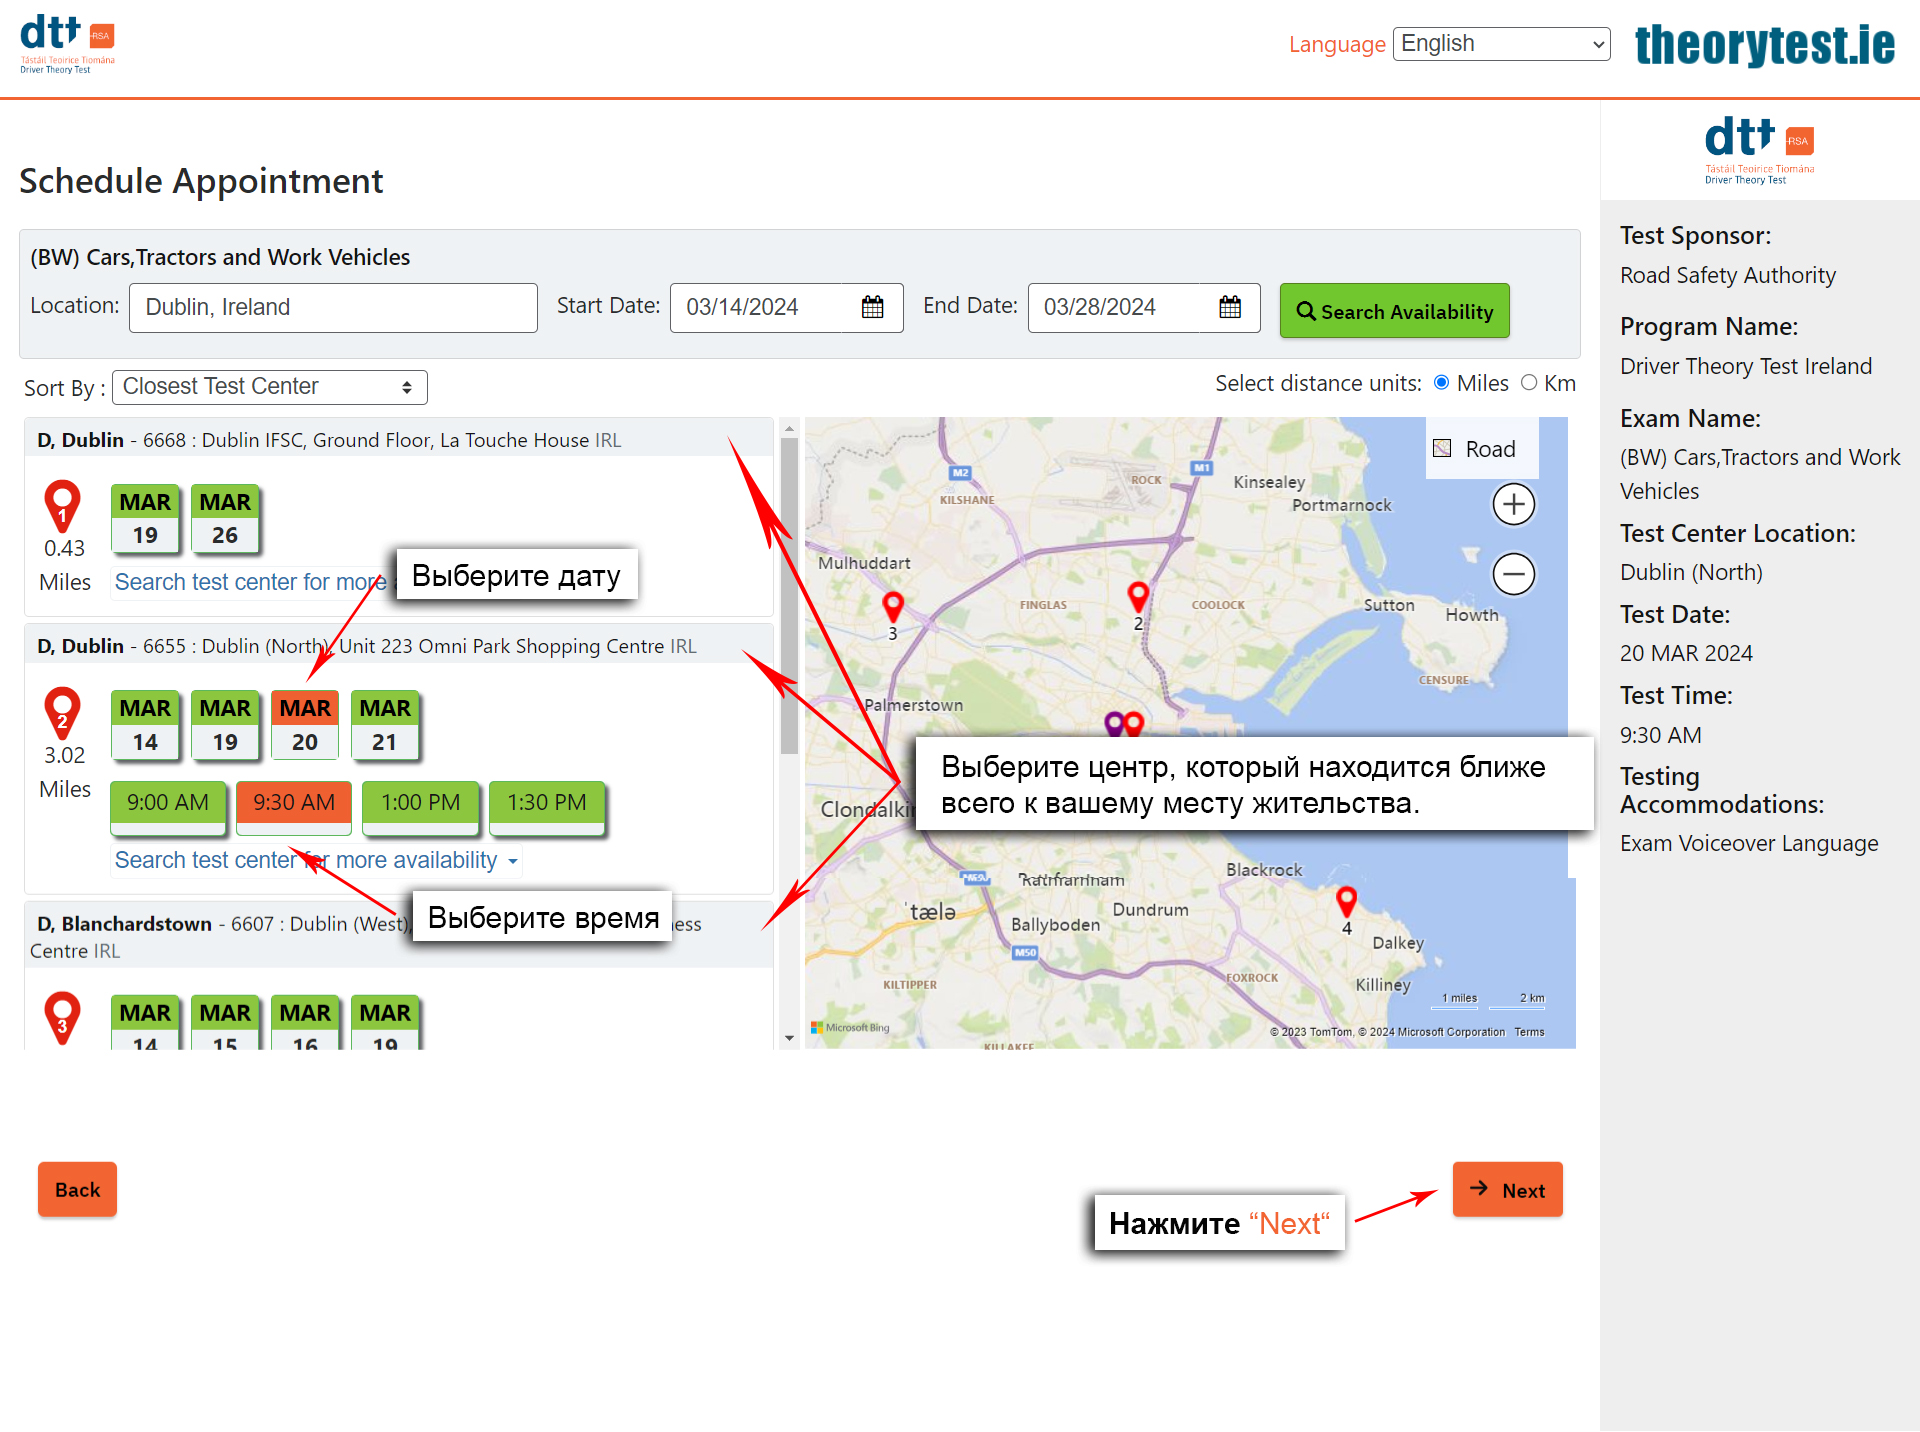 dtt RSA
Tástáil Teoirice Tiomána
Driver Theory Test
Language English
theorytest.ie
Schedule Appointment
(BW) Cars,Tractors and Work Vehicles
Location: Dublin, Ireland Start Date: 03/14/2024 End Date: 03/28/2024 Search Availability
Sort By : Closest Test Center
Select distance units: Miles Km
D, Dublin - 6668 : Dublin IFSC, Ground Floor, La Touche House IRL
1
0.43
Miles
MAR MAR
19 26
Search test center for more
Выберите дату
D, Dublin - 6655 : Dublin (North), Unit 223 Omni Park Shopping Centre IRL
2
3.02
Miles
MAR MAR MAR MAR
14 19 20 21
9:00 AM 9:30 AM 1:00 PM 1:30 PM
Search test center for more availability
Выберите время
D, Blanchardstown - 6607 : Dublin (West),
Centre IRL
3
MAR MAR MAR MAR
14 15 16 19
Road
M2
M1
ROCK
Kinsealey
KILSHANE
Portmarnock
Mulhuddart
FINGLAS
COOLOCK
Sutton
Howth
3
2
CENSURE
Palmerstown
Выберите центр, который находится ближе
всего к вашему месту жительства.
Blackrock
Dundrum
Ballyboden
M50
4
Dalkey
FOXROCK
KILTIPPER
Killiney
1 miles 2 km
Microsoft Bing
© 2023 TomTom, © 2024 Microsoft Corporation Terms
KILLAKEE
Back
Нажмите “Next“
Next
dtt RSA
Tástáil Teoirice Tiomána
Driver Theory Test
Test Sponsor:
Road Safety Authority
Program Name:
Driver Theory Test Ireland
Exam Name:
(BW) Cars,Tractors and Work
Vehicles
Test Center Location:
Dublin (North)
Test Date:
20 MAR 2024
Test Time:
9:30 AM
Testing
Accommodations:
Exam Voiceover Language